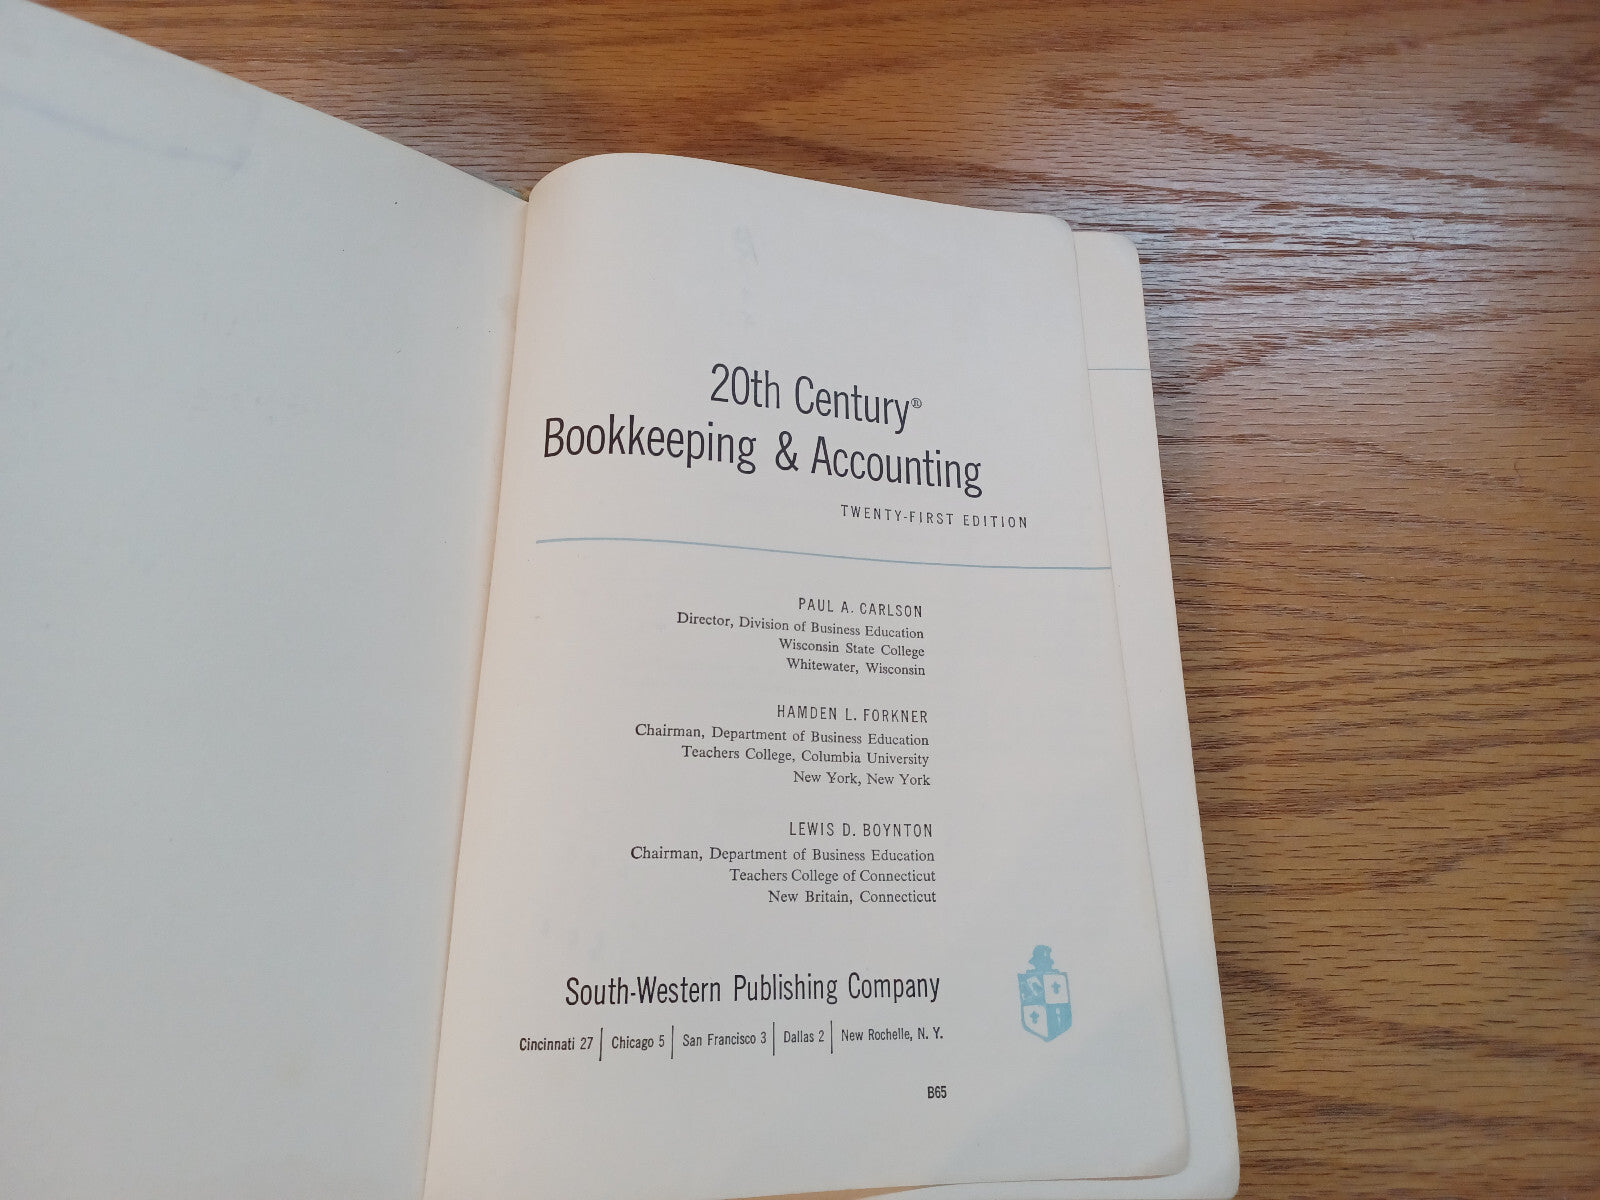 20th Century®
Bookkeeping & Accounting
TWENTY-FIRST EDITION
PAUL A. CARLSON
Director, Division of Business Education
Wisconsin State College
Whitewater, Wisconsin
HAMDEN L. FORKNER
Chairman, Department of Business Education
Teachers College, Columbia University
New York, New York
LEWIS D. BOYNTON
Chairman, Department of Business Education
Teachers College of Connecticut
New Britain, Connecticut
South-Western Publishing Company
Cincinnati 27 | Chicago 5 | San Francisco 3 | Dallas 2 | New Rochelle, N. Y.
B65